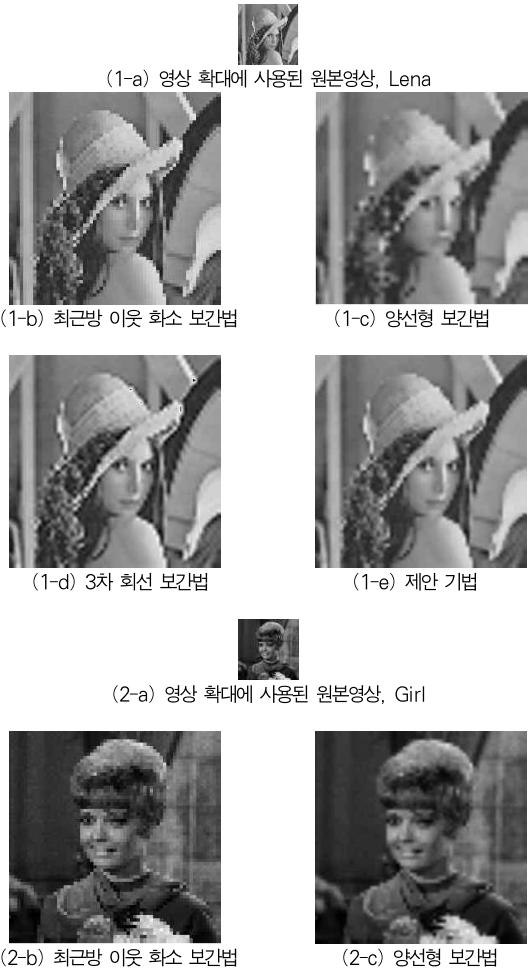 (1-a) 영상 확대에 사용된 원본영상, Lena
(1-b) 최근방 이웃 화소 보간법
(1-c) 양선형 보간법
(1-d) 3차 회선 보간법
(1-e) 제안 기법
(2-a) 영상 확대에 사용된 원본영상, Girl
(2-b) 최근방 이웃 화소 보간법
(2-c) 양선형 보간법